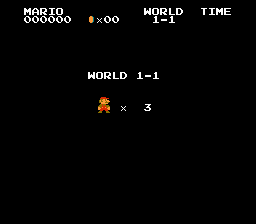 MARIO WORLD TIME
000000 ×00 1-1
WORLD 1-1
× 3